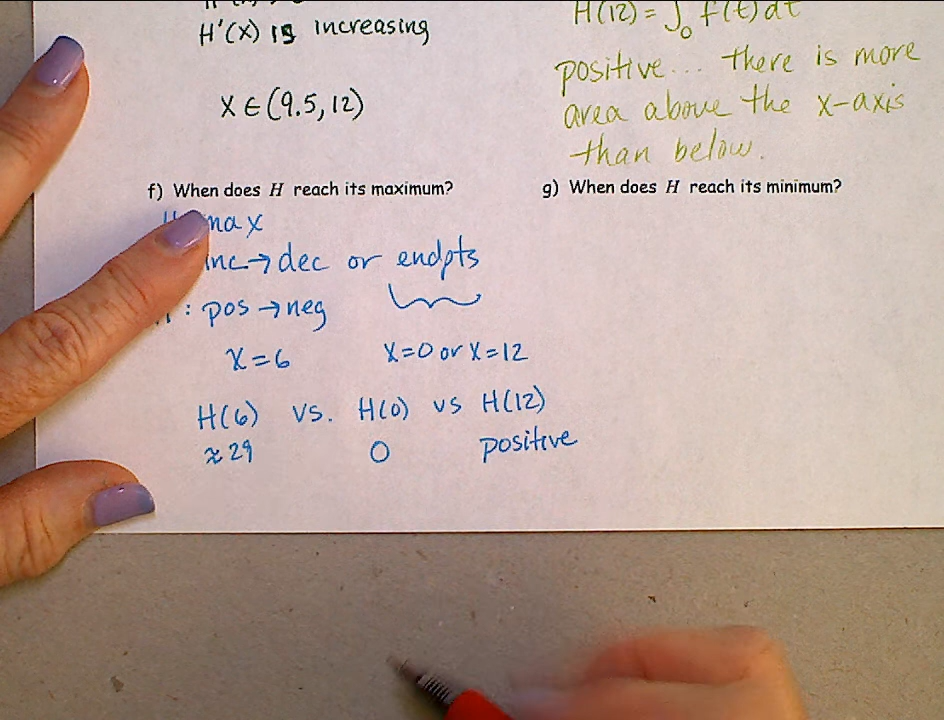 H'(x) is increasing
x ∈ (9.5, 12)
H(12) = ∫₀ f(t) dt
positive... there is more
area above the x-axis
than below.
f) When does H reach its maximum?
max
inc → dec or endpts
: pos → neg
x = 6 x=0 or x=12
H(6) vs. H(0) vs H(12)
≈ 29 0 positive
g) When does H reach its minimum?